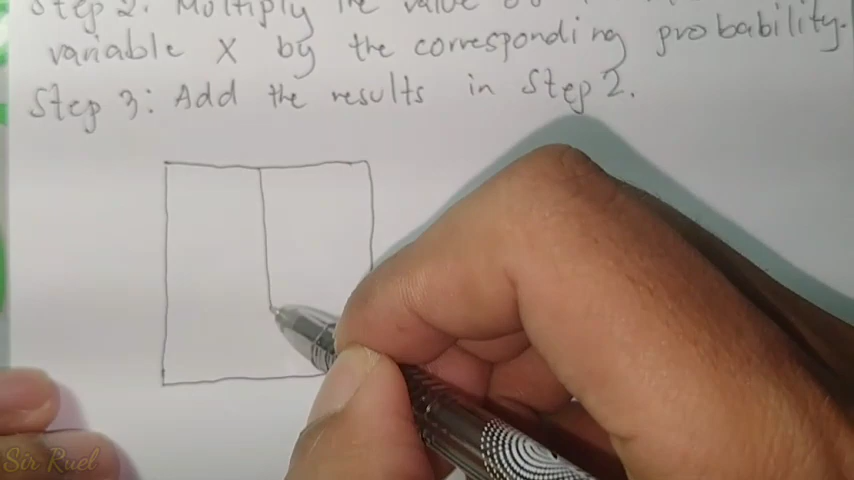 Step 2. Multiply the value of
variable X by the corresponding probability.
Step 3: Add the results in Step 2.
Sir Ruel